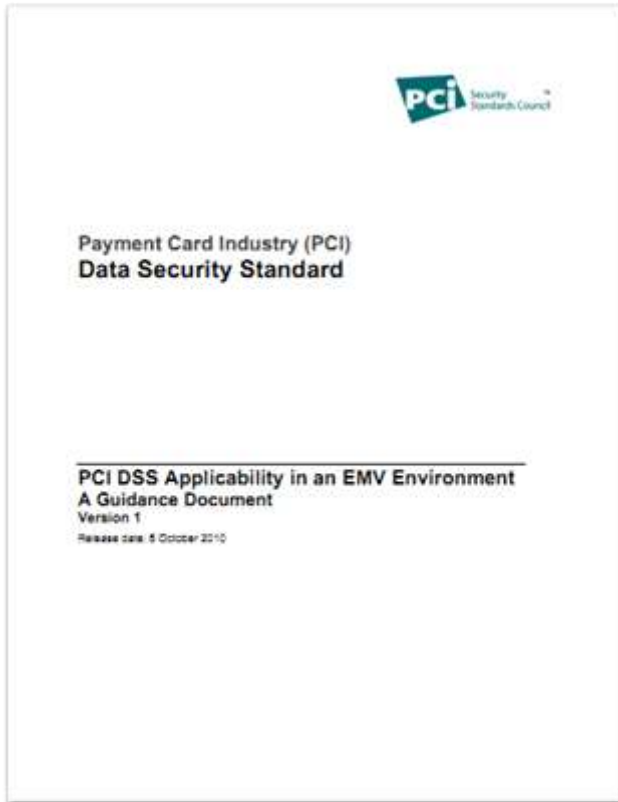 PCI Security
Standards Council
TM
Payment Card Industry (PCI)
Data Security Standard
PCI DSS Applicability in an EMV Environment
A Guidance Document
Version 1
Release date: 5 October 2010